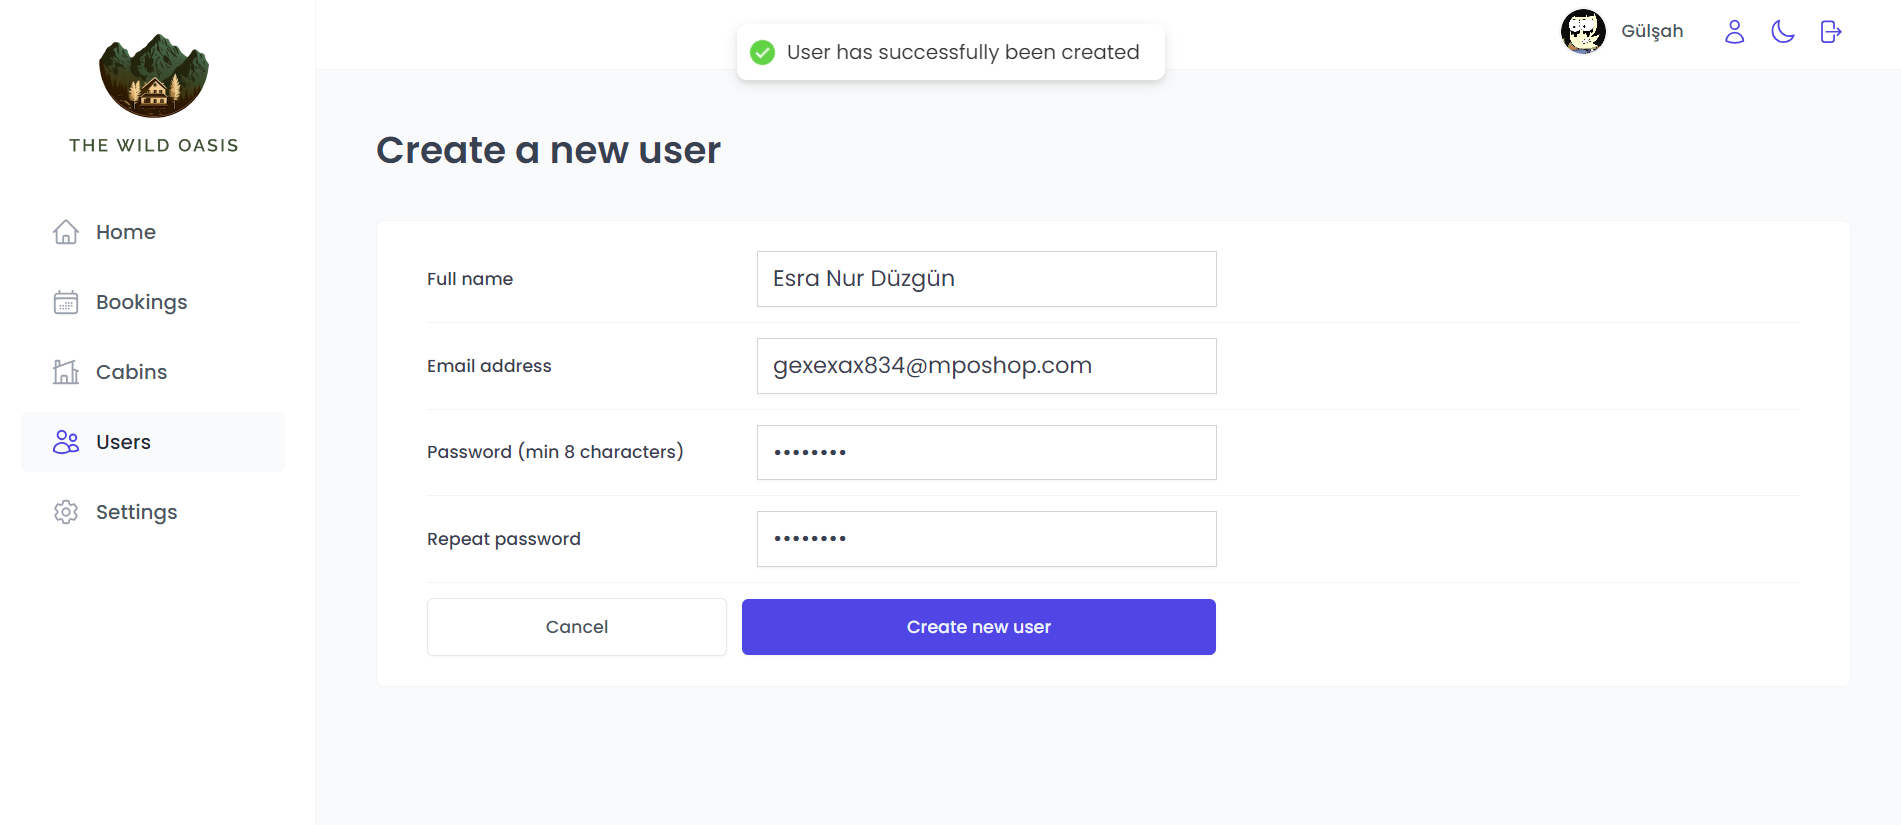 THE WILD OASIS
Home
Bookings
Cabins
Users
Settings
User has successfully been created
Gülşah
Create a new user
Full name
Esra Nur Düzgün
Email address
gexexax834@mposhop.com
Password (min 8 characters)
••••••••
Repeat password
••••••••
Cancel
Create new user